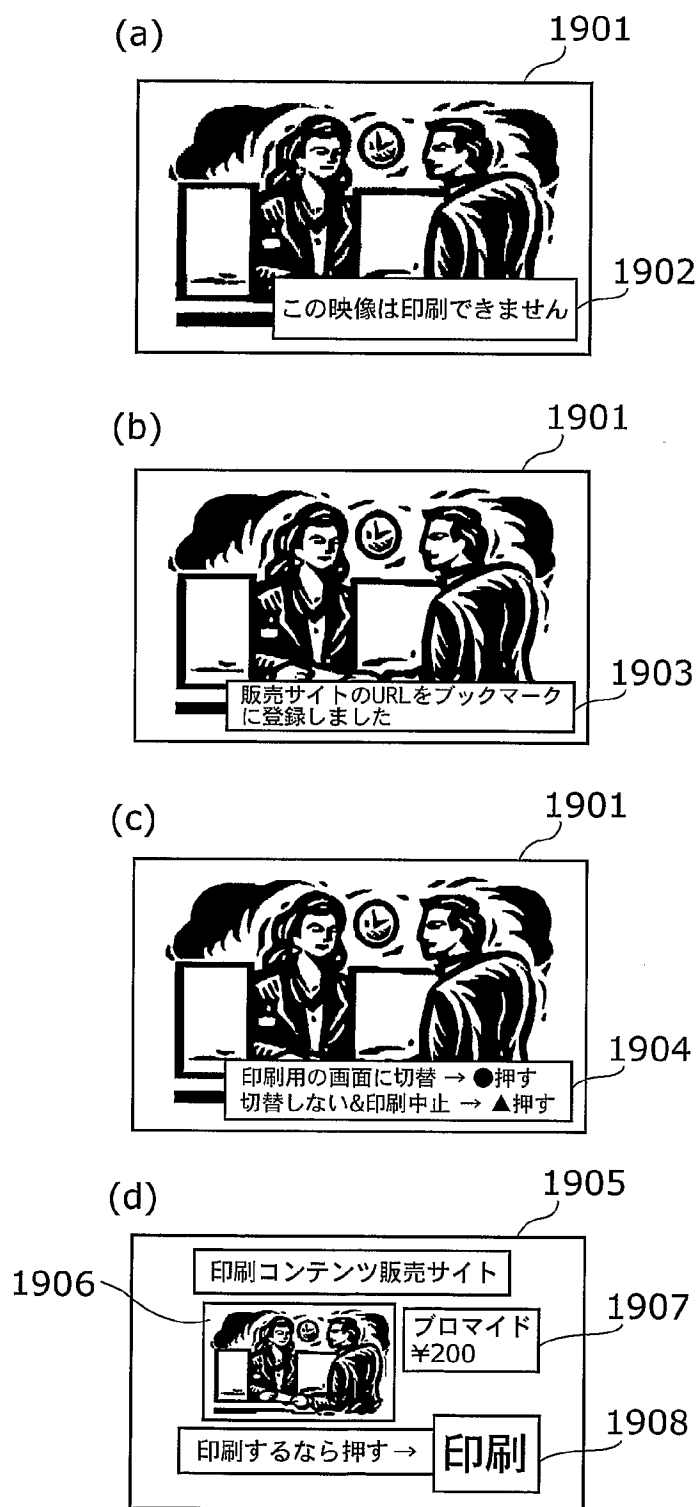 (a)
1901
1902
この映像は印刷できません
(b)
1901
1903
販売サイトのURLをブックマーク
に登録しました
(c)
1901
1904
印刷用の画面に切替 → ●押す
切替しない&印刷中止 → ▲押す
(d)
1905
印刷コンテンツ販売サイト
1906
ブロマイド
¥200
1907
印刷するなら押す→
印刷
1908